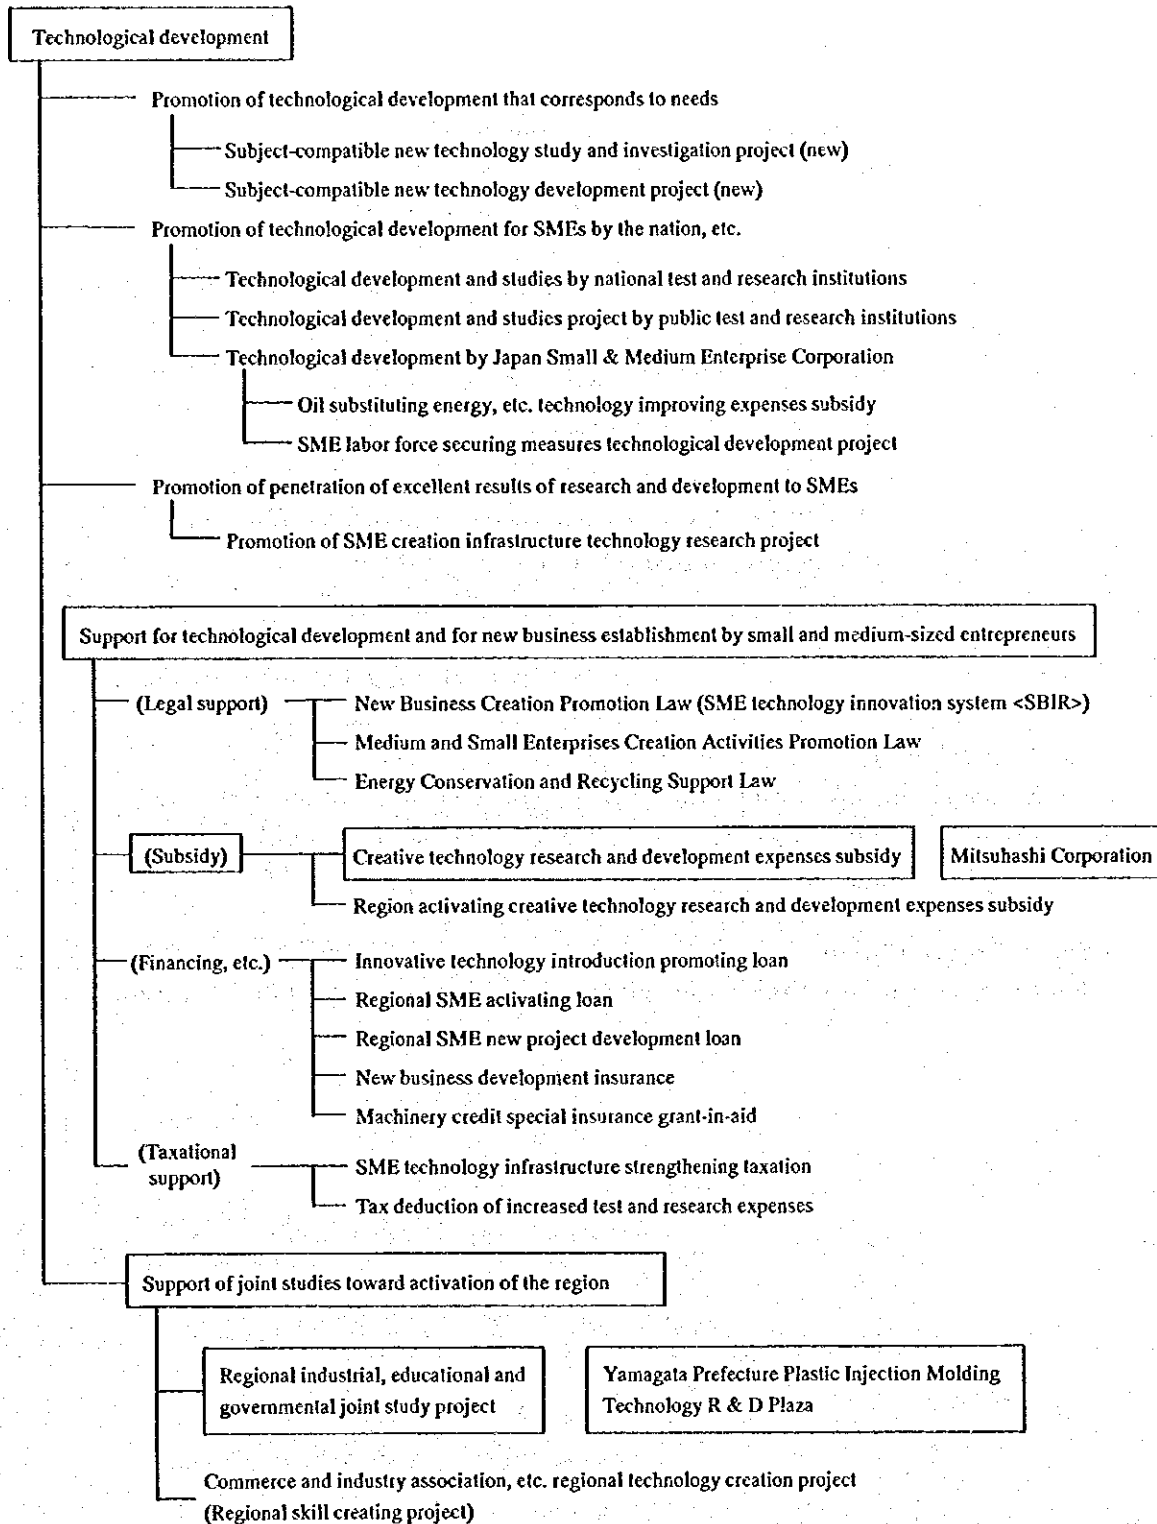 Technological development
Promotion of technological development that corresponds to needs
Subject-compatible new technology study and investigation project (new)
Subject-compatible new technology development project (new)
Promotion of technological development for SMEs by the nation, etc.
Technological development and studies by national test and research institutions
Technological development and studies project by public test and research institutions
Technological development by Japan Small & Medium Enterprise Corporation
Oil substituting energy, etc. technology improving expenses subsidy
SME labor force securing measures technological development project
Promotion of penetration of excellent results of research and development to SMEs
Promotion of SME creation infrastructure technology research project
Support for technological development and for new business establishment by small and medium-sized entrepreneurs
(Legal support)
New Business Creation Promotion Law (SME technology innovation system <SBIR>)
Medium and Small Enterprises Creation Activities Promotion Law
Energy Conservation and Recycling Support Law
(Subsidy)
Creative technology research and development expenses subsidy
Mitsuhashi Corporation
Region activating creative technology research and development expenses subsidy
(Financing, etc.)
Innovative technology introduction promoting loan
Regional SME activating loan
Regional SME new project development loan
New business development insurance
Machinery credit special insurance grant-in-aid
(Taxational
support)
SME technology infrastructure strengthening taxation
Tax deduction of increased test and research expenses
Support of joint studies toward activation of the region
Regional industrial, educational and
governmental joint study project
Yamagata Prefecture Plastic Injection Molding
Technology R & D Plaza
Commerce and industry association, etc. regional technology creation project
(Regional skill creating project)